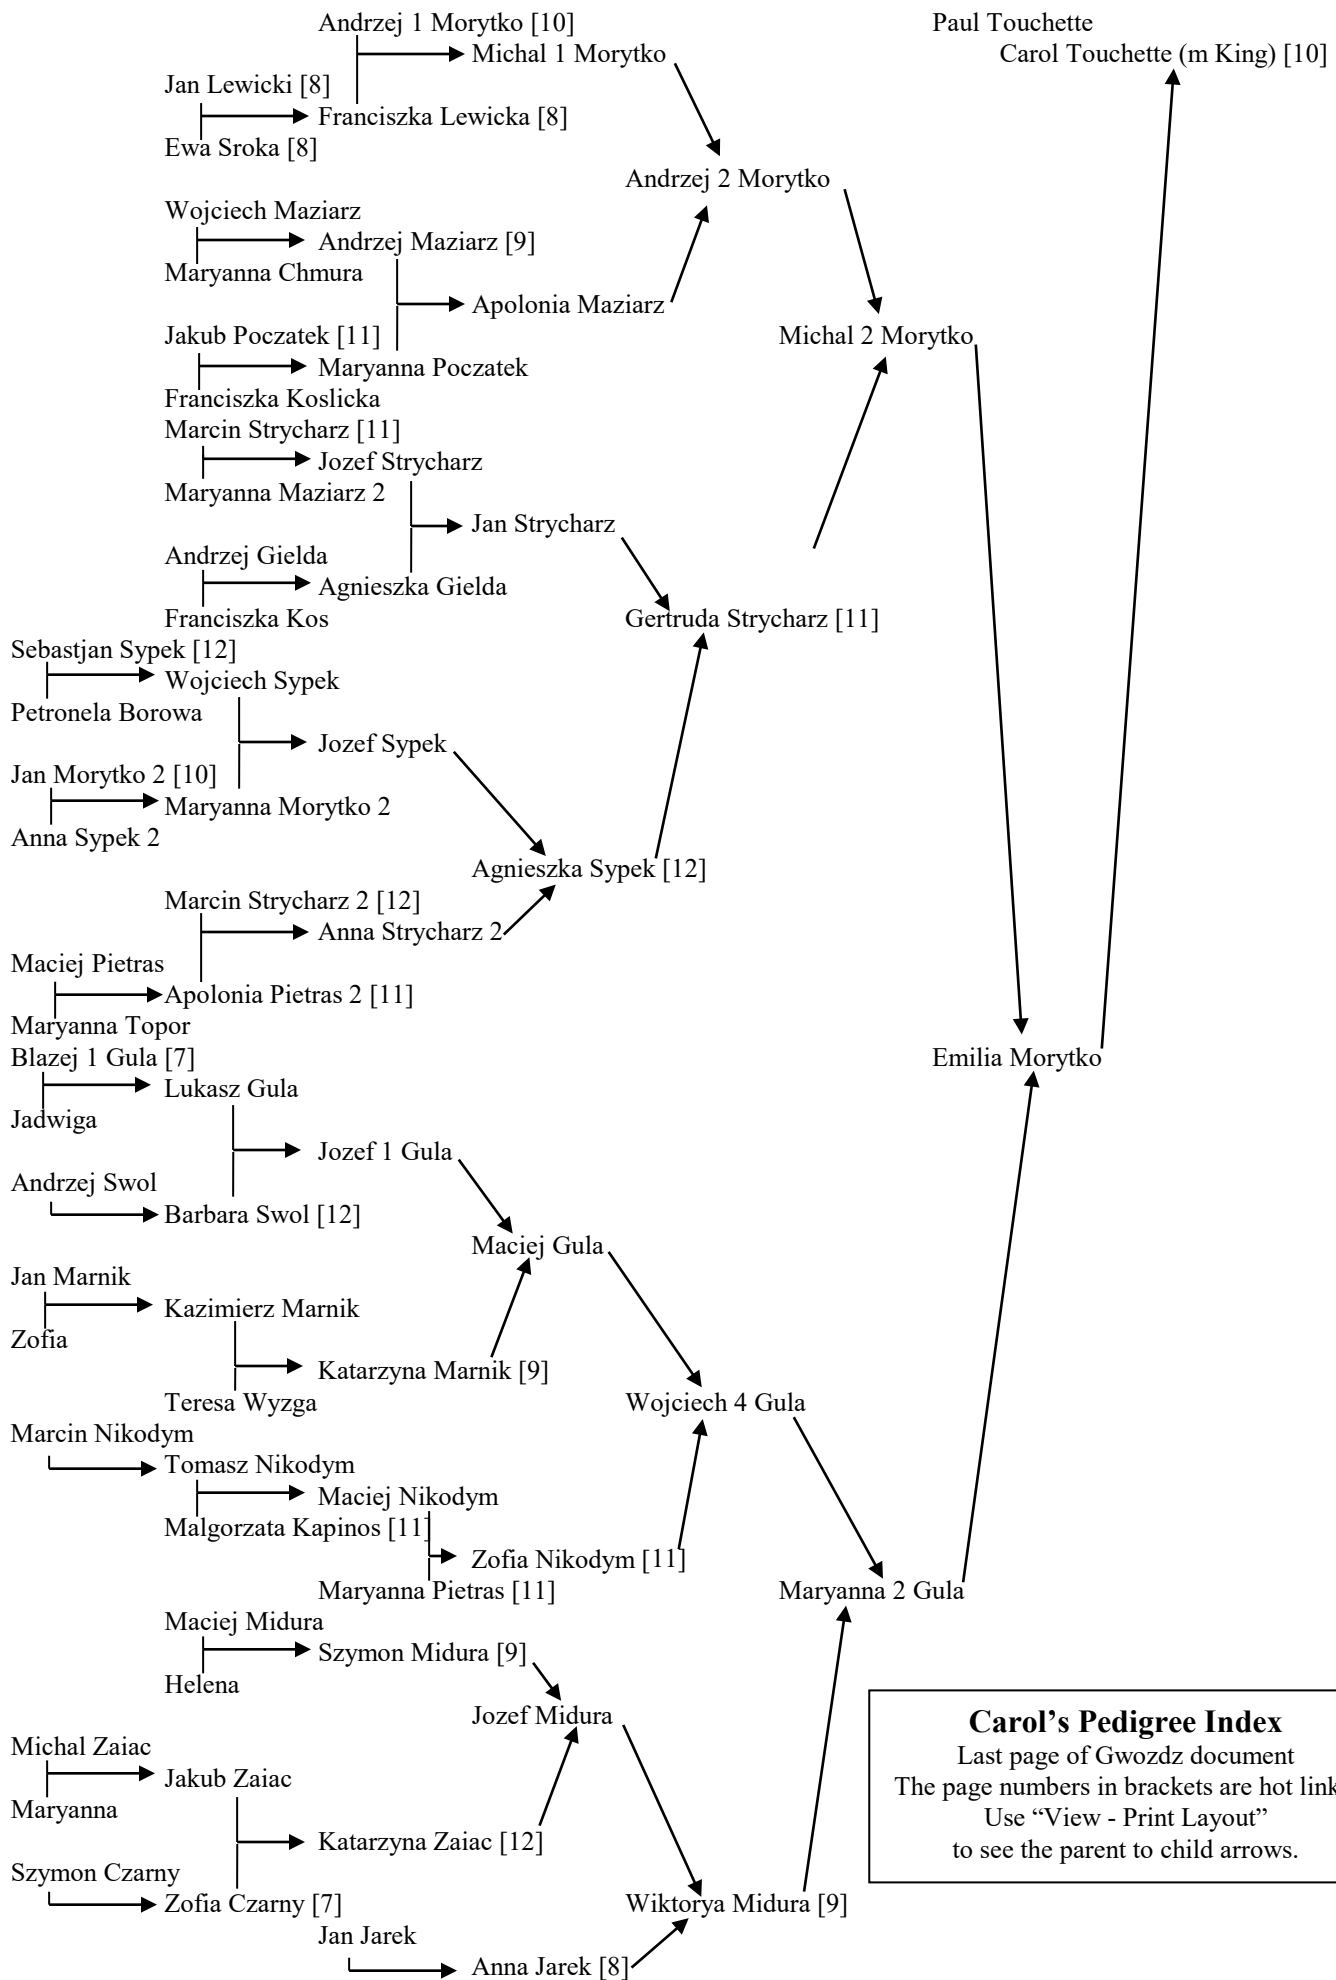 Andrzej 1 Morytko [10]
Paul Touchette
Michal 1 Morytko
Carol Touchette (m King) [10]
Jan Lewicki [8]
Franciszka Lewicka [8]
Ewa Sroka [8]
Andrzej 2 Morytko
Wojciech Maziarz
Andrzej Maziarz [9]
Maryanna Chmura
Apolonia Maziarz
Jakub Poczatek [11]
Michal 2 Morytko
Maryanna Poczatek
Franciszka Koslicka
Marcin Strycharz [11]
Jozef Strycharz
Maryanna Maziarz 2
Jan Strycharz
Andrzej Gielda
Agnieszka Gielda
Franciszka Kos
Gertruda Strycharz [11]
Sebastjan Sypek [12]
Wojciech Sypek
Petronela Borowa
Jozef Sypek
Jan Morytko 2 [10]
Maryanna Morytko 2
Anna Sypek 2
Agnieszka Sypek [12]
Marcin Strycharz 2 [12]
Anna Strycharz 2
Maciej Pietras
Apolonia Pietras 2 [11]
Maryanna Topor
Blazej 1 Gula [7]
Emilia Morytko
Lukasz Gula
Jadwiga
Jozef 1 Gula
Andrzej Swol
Barbara Swol [12]
Maciej Gula
Jan Marnik
Kazimierz Marnik
Zofia
Katarzyna Marnik [9]
Teresa Wyzga
Wojciech 4 Gula
Marcin Nikodym
Tomasz Nikodym
Maciej Nikodym
Malgorzata Kapinos [11]
Zofia Nikodym [11]
Maryanna Pietras [11]
Maryanna 2 Gula
Maciej Midura
Szymon Midura [9]
Helena
Jozef Midura
Michal Zaiac
Jakub Zaiac
Maryanna
Katarzyna Zaiac [12]
Szymon Czarny
Zofia Czarny [7]
Wiktorya Midura [9]
Jan Jarek
Anna Jarek [8]
Carol's Pedigree Index
Last page of Gwozdz document
The page numbers in brackets are hot link
Use “View - Print Layout”
to see the parent to child arrows.